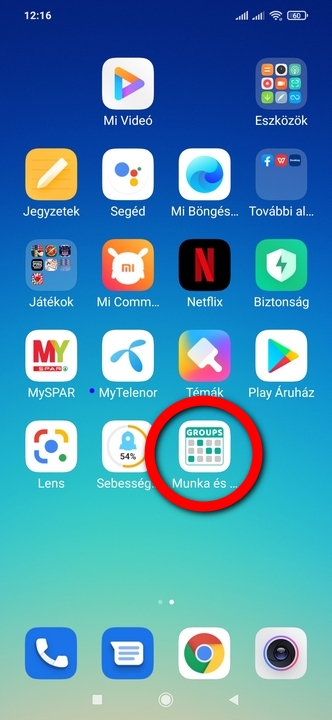 12:16
60
Mi Videó
Eszközök
Jegyzetek
Segéd
Mi Böngés...
További al...
Játékok
Mi Comm...
Netflix
Biztonság
MY
SPAR
MySPAR
MyTelenor
Témák
Play Áruház
54%
GROUPS
Lens
Sebesség...
Munka és ...